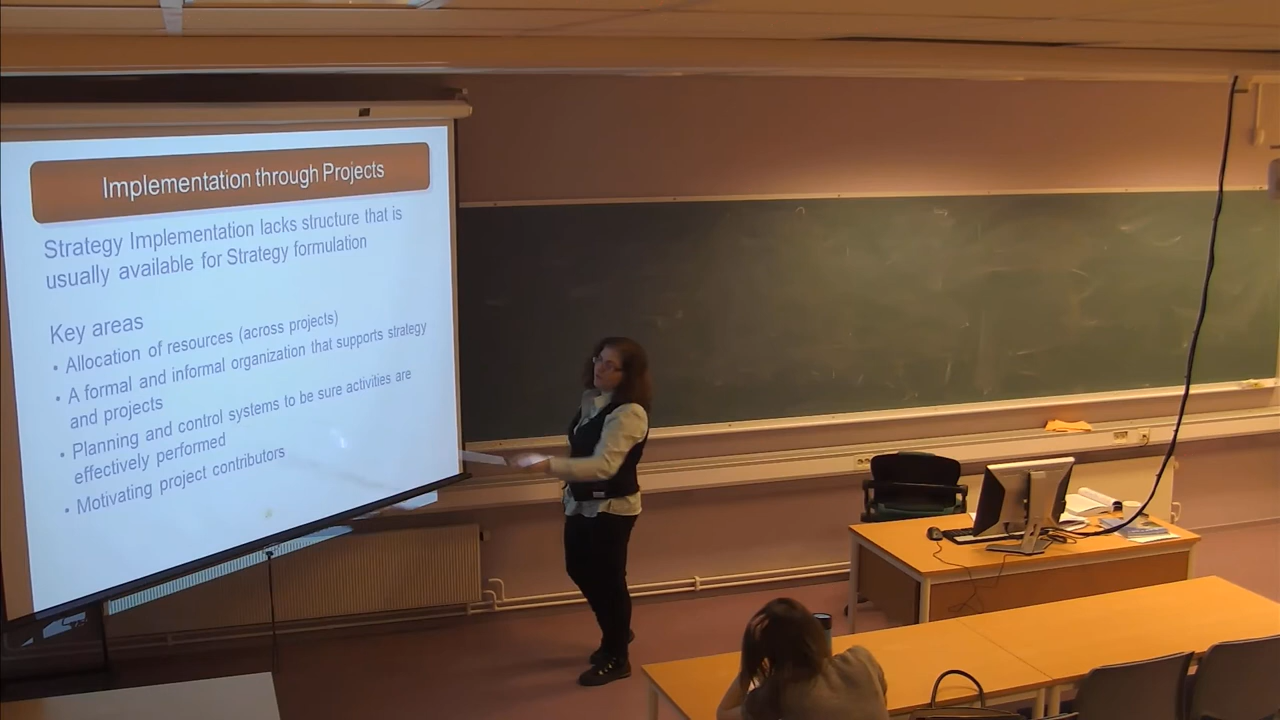 Implementation through Projects
Strategy Implementation lacks structure that is
usually available for Strategy formulation
Key areas
• Allocation of resources (across projects)
• A formal and informal organization that supports strategy
and projects
• Planning and control systems to be sure activities are
effectively performed
• Motivating project contributors